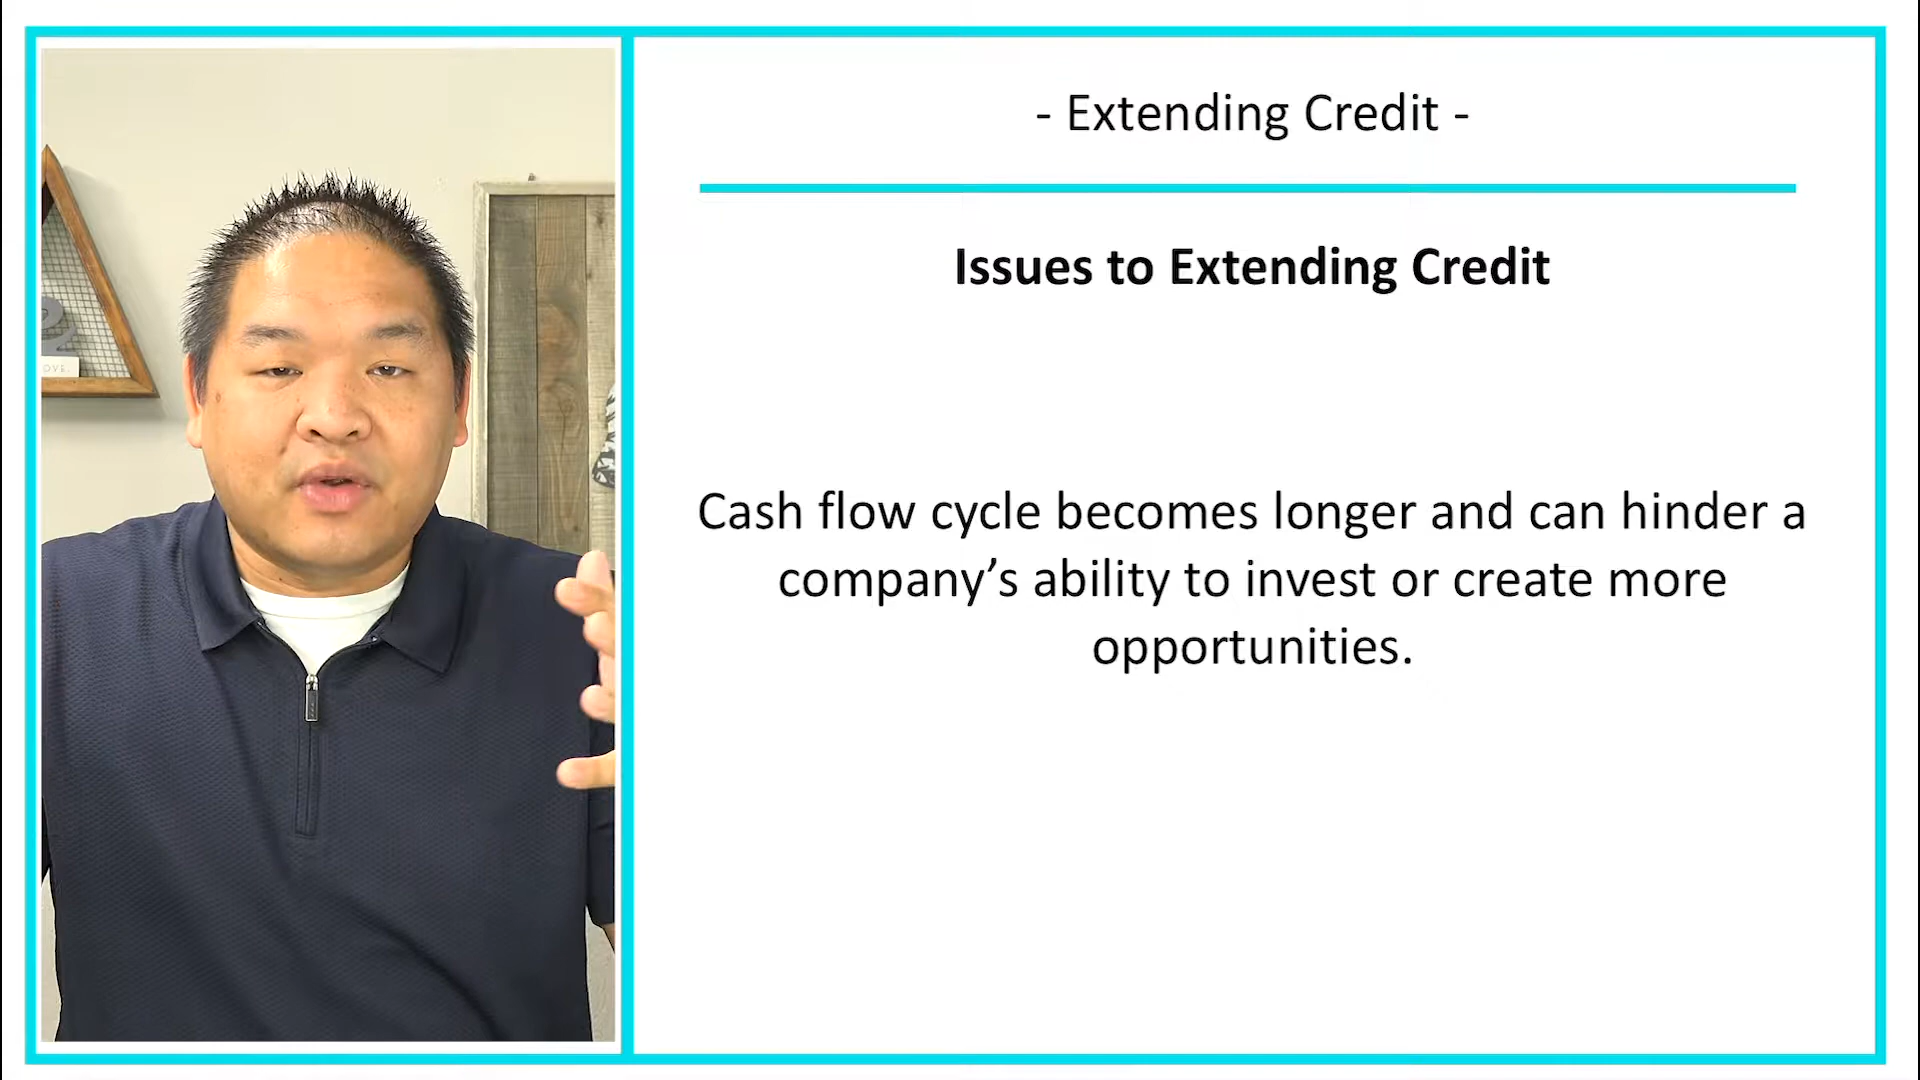 - Extending Credit -
Issues to Extending Credit
Cash flow cycle becomes longer and can hinder a
company’s ability to invest or create more
opportunities.
OVE.